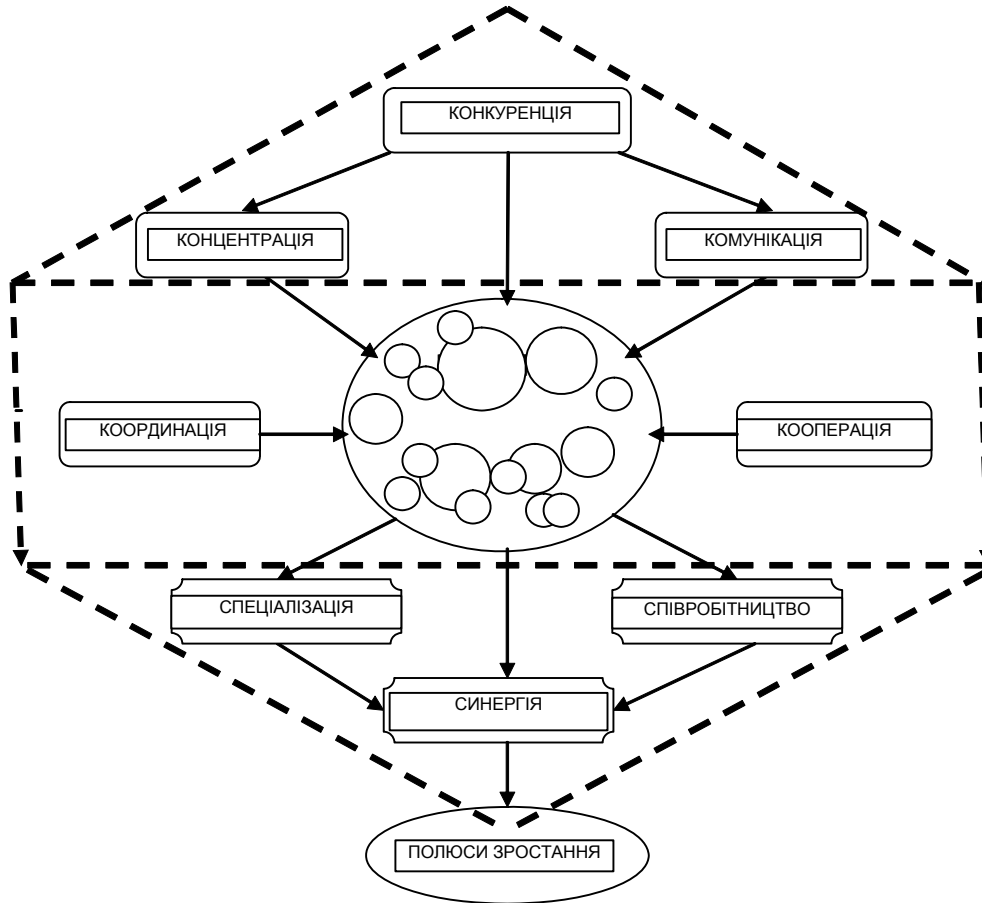 КОНКУРЕНЦІЯ
КОНЦЕНТРАЦІЯ
КОМУНІКАЦІЯ
КООРДИНАЦІЯ
КООПЕРАЦІЯ
СПЕЦІАЛІЗАЦІЯ
СПІВРОБІТНИЦТВО
СИНЕРГІЯ
ПОЛЮСИ ЗРОСТАННЯ